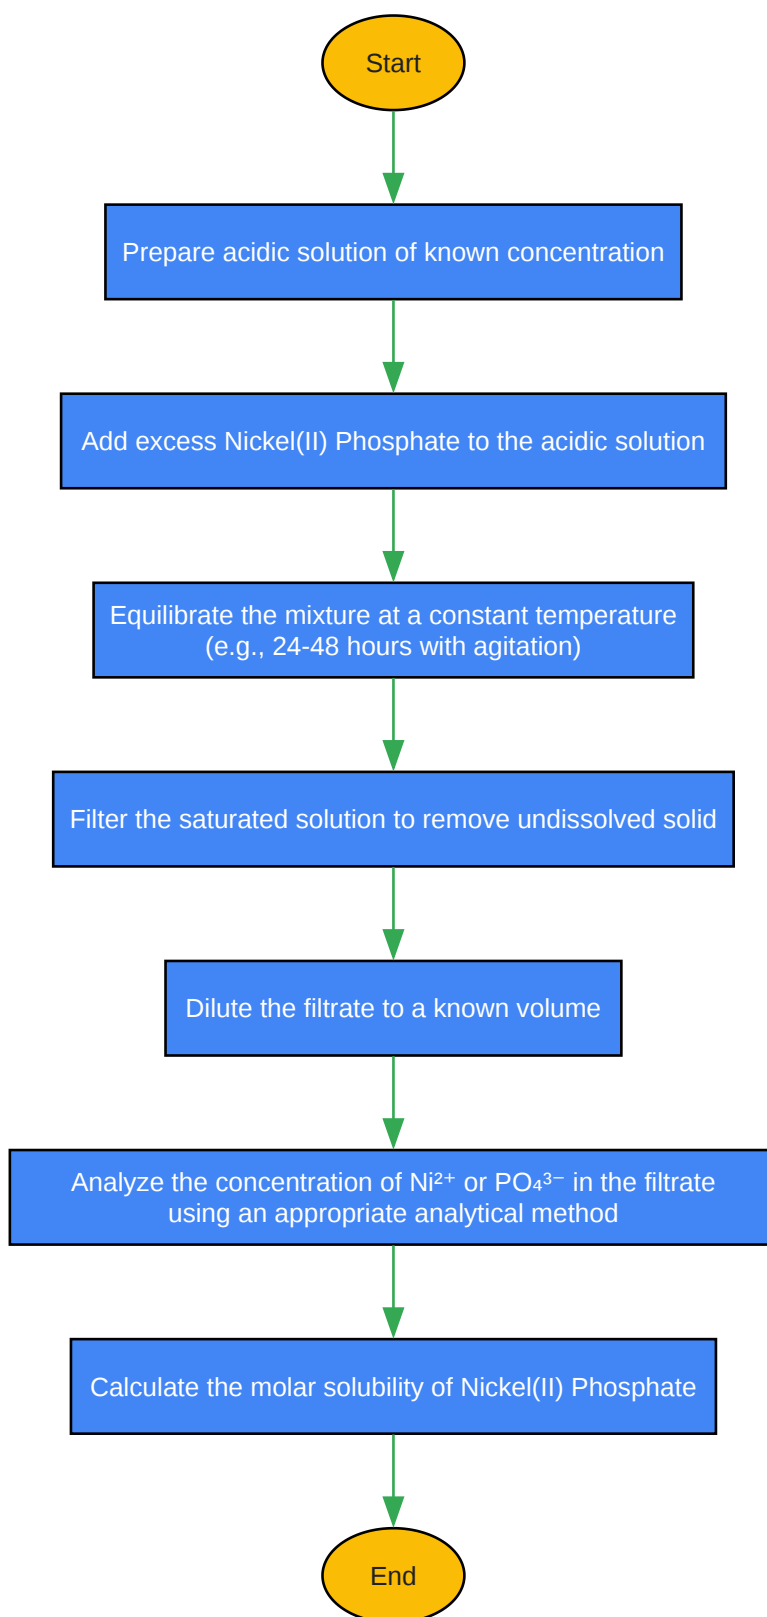 Start
Prepare acidic solution of known concentration
Add excess Nickel(II) Phosphate to the acidic solution
Equilibrate the mixture at a constant temperature
(e.g., 24-48 hours with agitation)
Filter the saturated solution to remove undissolved solid
Dilute the filtrate to a known volume
Analyze the concentration of Ni²⁺ or PO₄³⁻ in the filtrate
using an appropriate analytical method
Calculate the molar solubility of Nickel(II) Phosphate
End